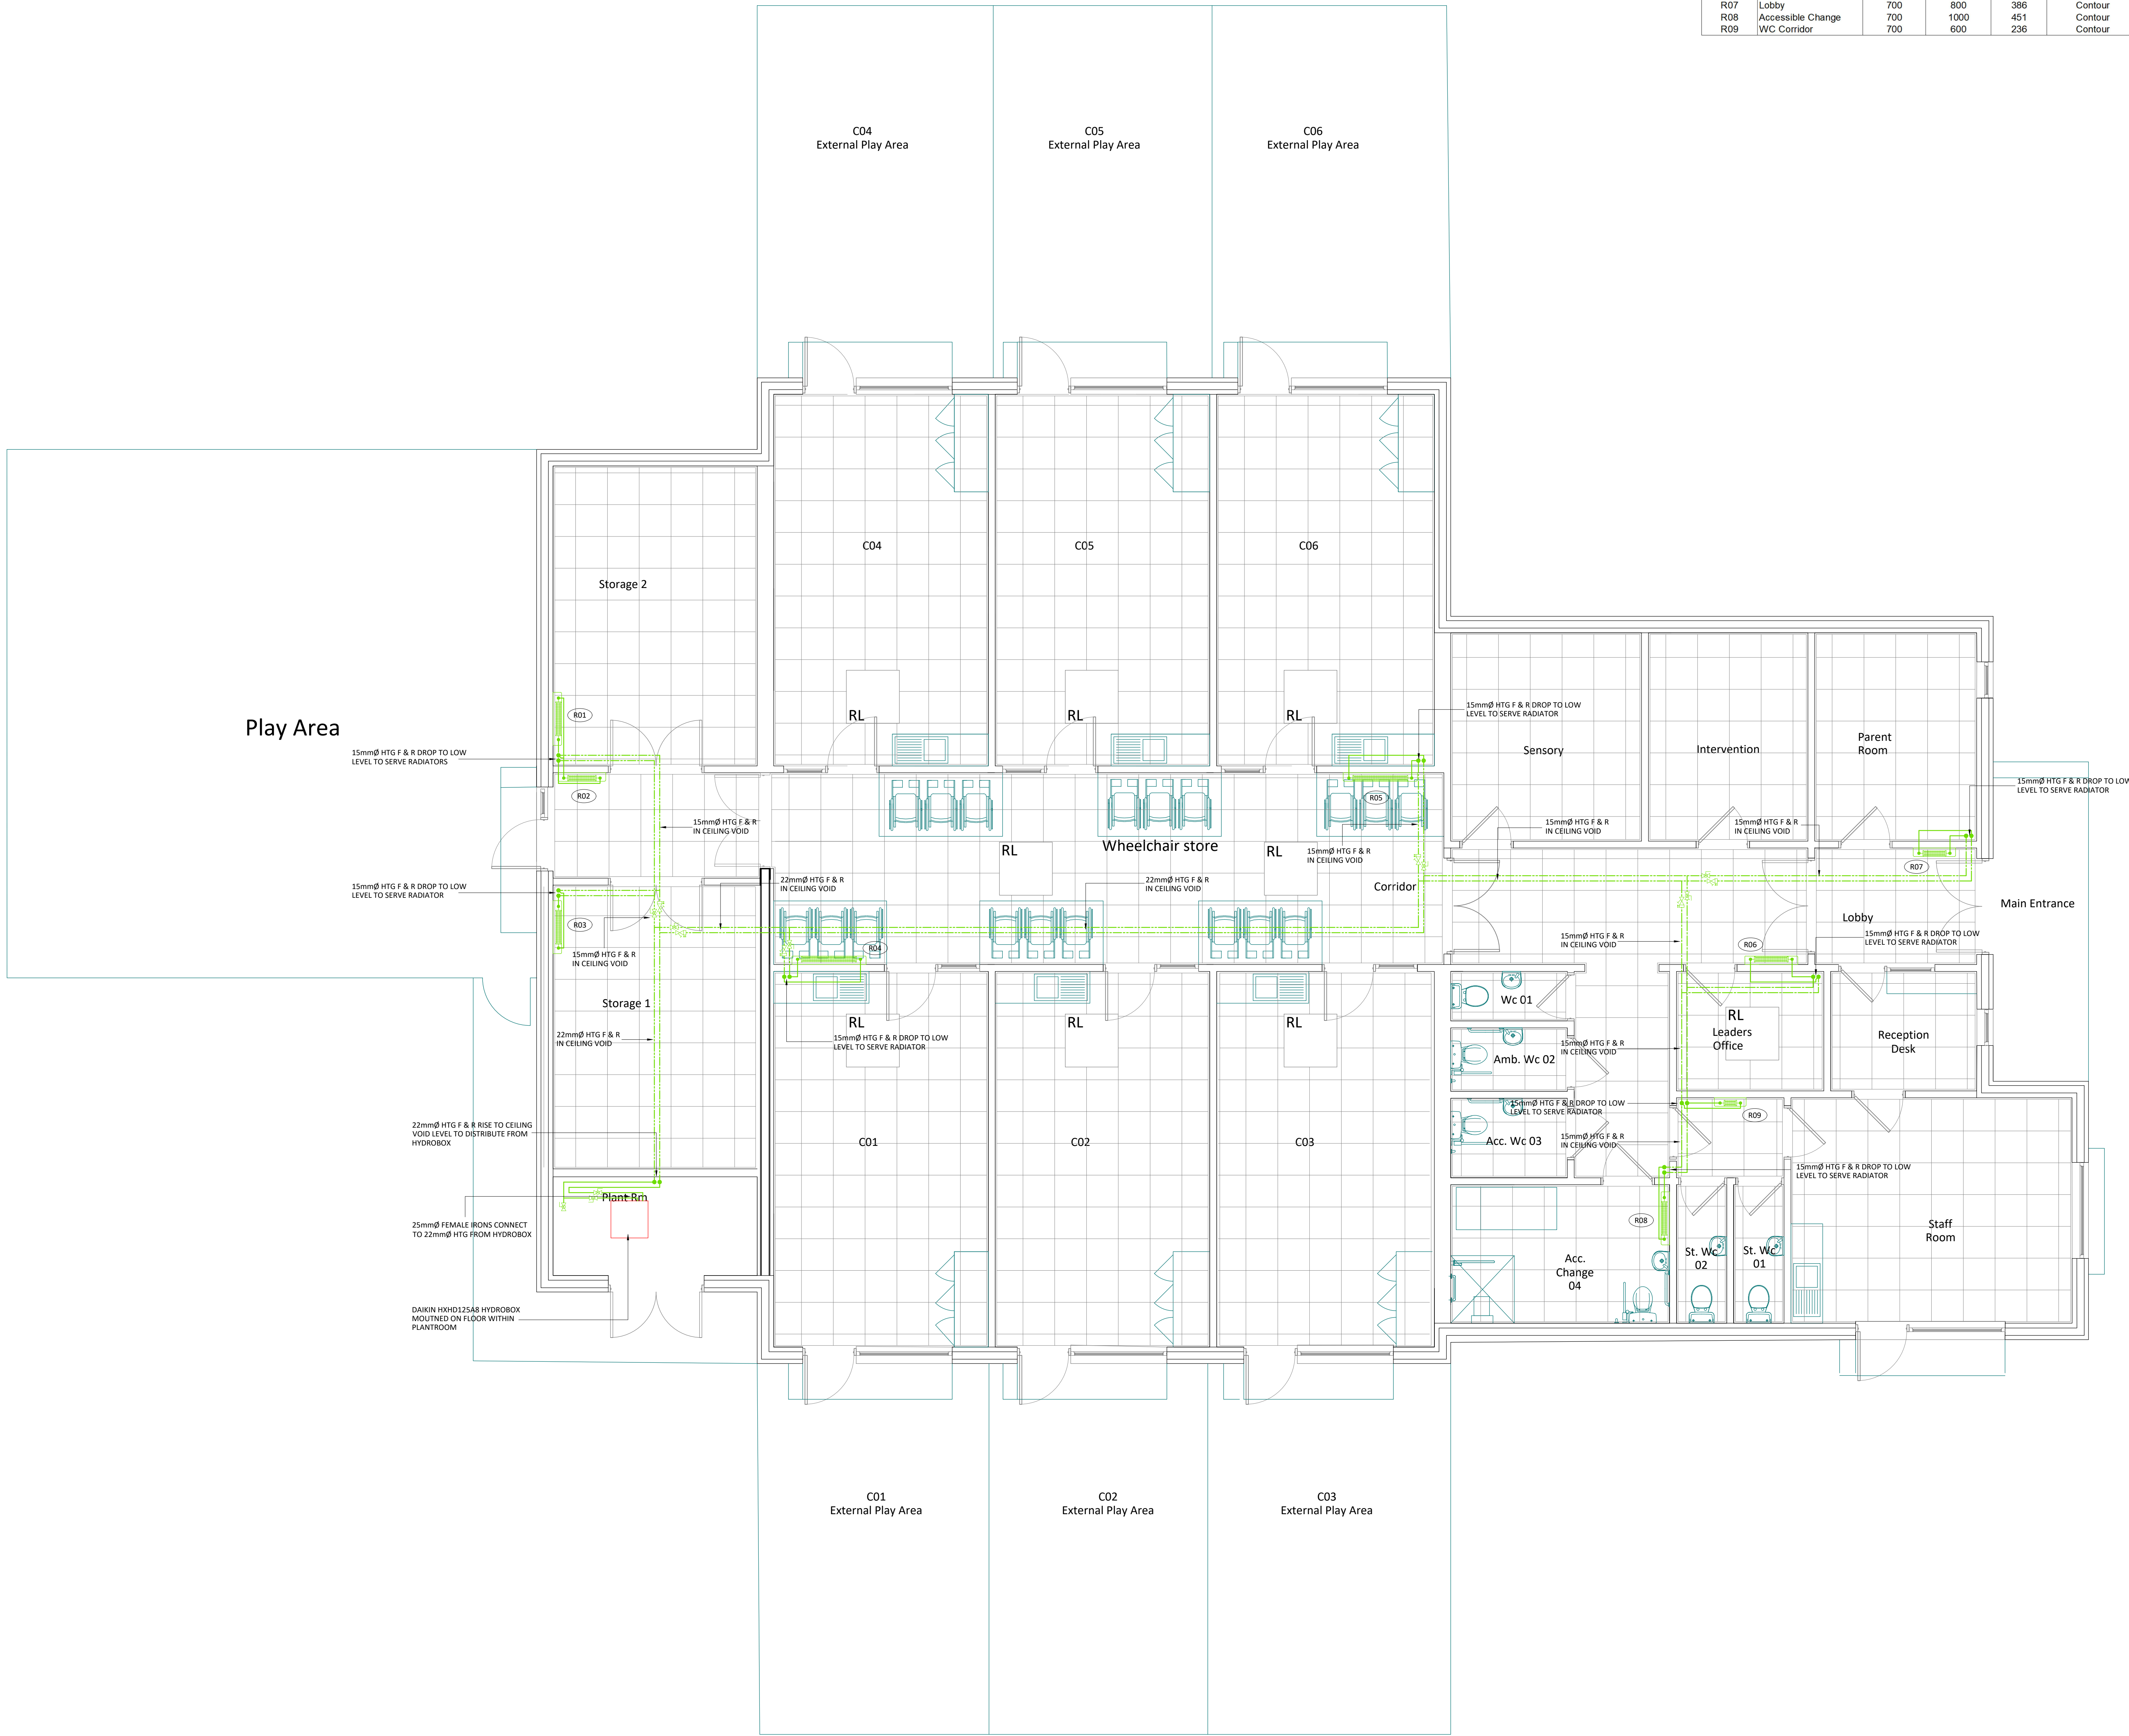 R07 Lobby 700 800 386 Contour
R08 Accessible Change 700 1000 451 Contour
R09 WC Corridor 700 600 236 Contour
C04
External Play Area
C05
External Play Area
C06
External Play Area
C04
C05
C06
Storage 2
RL
RL
RL
R01
Play Area
15mmØ HTG F & R DROP TO LOW
LEVEL TO SERVE RADIATORS
R02
15mmØ HTG F & R DROP TO LOW
LEVEL TO SERVE RADIATOR
Sensory
Intervention
Parent
Room
15mmØ HTG F & R DROP TO LOW
LEVEL TO SERVE RADIATOR
R05
15mmØ HTG F & R
IN CEILING VOID
15mmØ HTG F & R
IN CEILING VOID
15mmØ HTG F & R
IN CEILING VOID
RL
Wheelchair store
RL
15mmØ HTG F & R
IN CEILING VOID
R07
15mmØ HTG F & R DROP TO LOW
LEVEL TO SERVE RADIATOR
22mmØ HTG F & R
IN CEILING VOID
22mmØ HTG F & R
IN CEILING VOID
Corridor
Main Entrance
R03
Lobby
R04
15mmØ HTG F & R
IN CEILING VOID
15mmØ HTG F & R
IN CEILING VOID
R06
15mmØ HTG F & R DROP TO LOW
LEVEL TO SERVE RADIATOR
Storage 1
Wc 01
RL
RL
RL
RL
Leaders
Office
Reception
Desk
22mmØ HTG F & R
IN CEILING VOID
15mmØ HTG F & R DROP TO LOW
LEVEL TO SERVE RADIATOR
15mmØ HTG F & R
IN CEILING VOID
Amb. Wc 02
15mmØ HTG F & R DROP TO LOW
LEVEL TO SERVE RADIATOR
R09
22mmØ HTG F & R RISE TO CEILING
VOID LEVEL TO DISTRIBUTE FROM
HYDROBOX
C01
C02
C03
Acc. Wc 03
15mmØ HTG F & R
IN CEILING VOID
15mmØ HTG F & R DROP TO LOW
LEVEL TO SERVE RADIATOR
Plant Rm
25mmØ FEMALE IRONS CONNECT
TO 22mmØ HTG FROM HYDROBOX
R08
Staff
Room
Acc.
Change
04
St. Wc
02
St. Wc
01
DAIKIN HXHD125A8 HYDROBOX
MOUTNED ON FLOOR WITHIN
PLANTROOM
C01
External Play Area
C02
External Play Area
C03
External Play Area